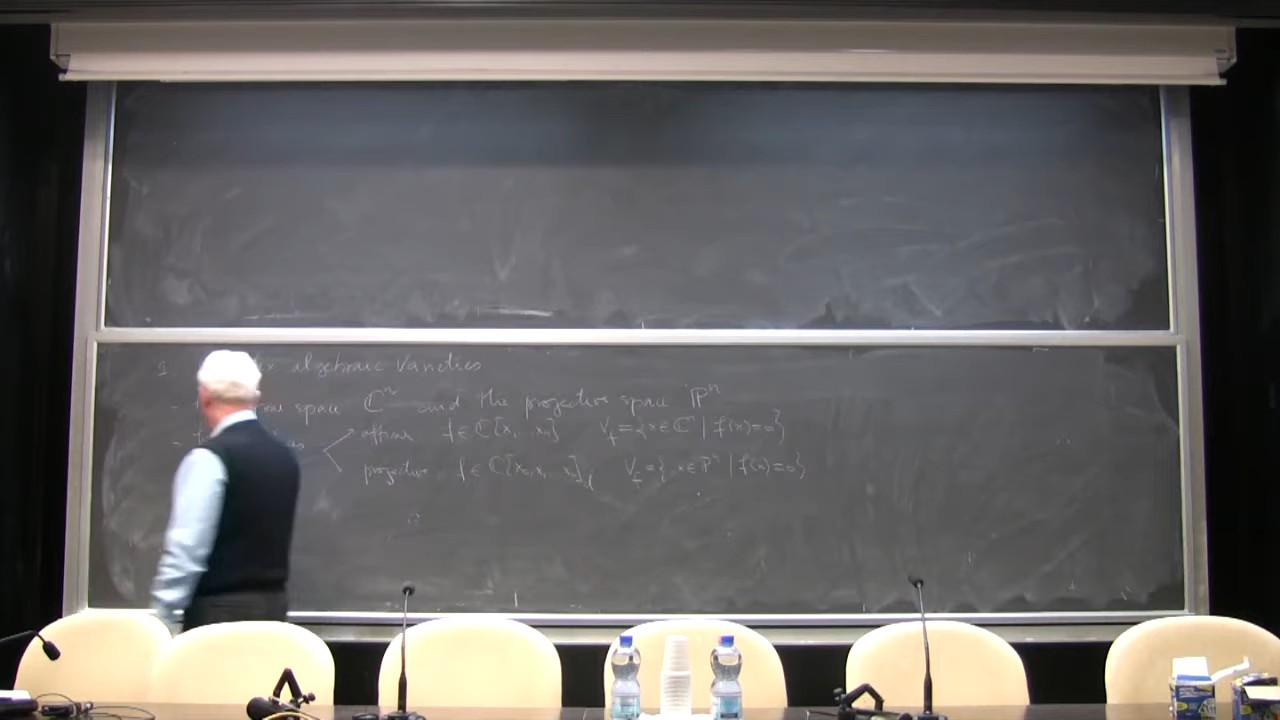 1 algebraic varieties
- space ℂⁿ and the projective space ℙⁿ
- affine f ∈ ℂ[x₁ … xₙ] V_f = {x ∈ ℂⁿ | f(x) = 0}
projective f ∈ ℂ[x₀, x₁ … xₙ] V_f = { x ∈ ℙⁿ | f(x) = 0}